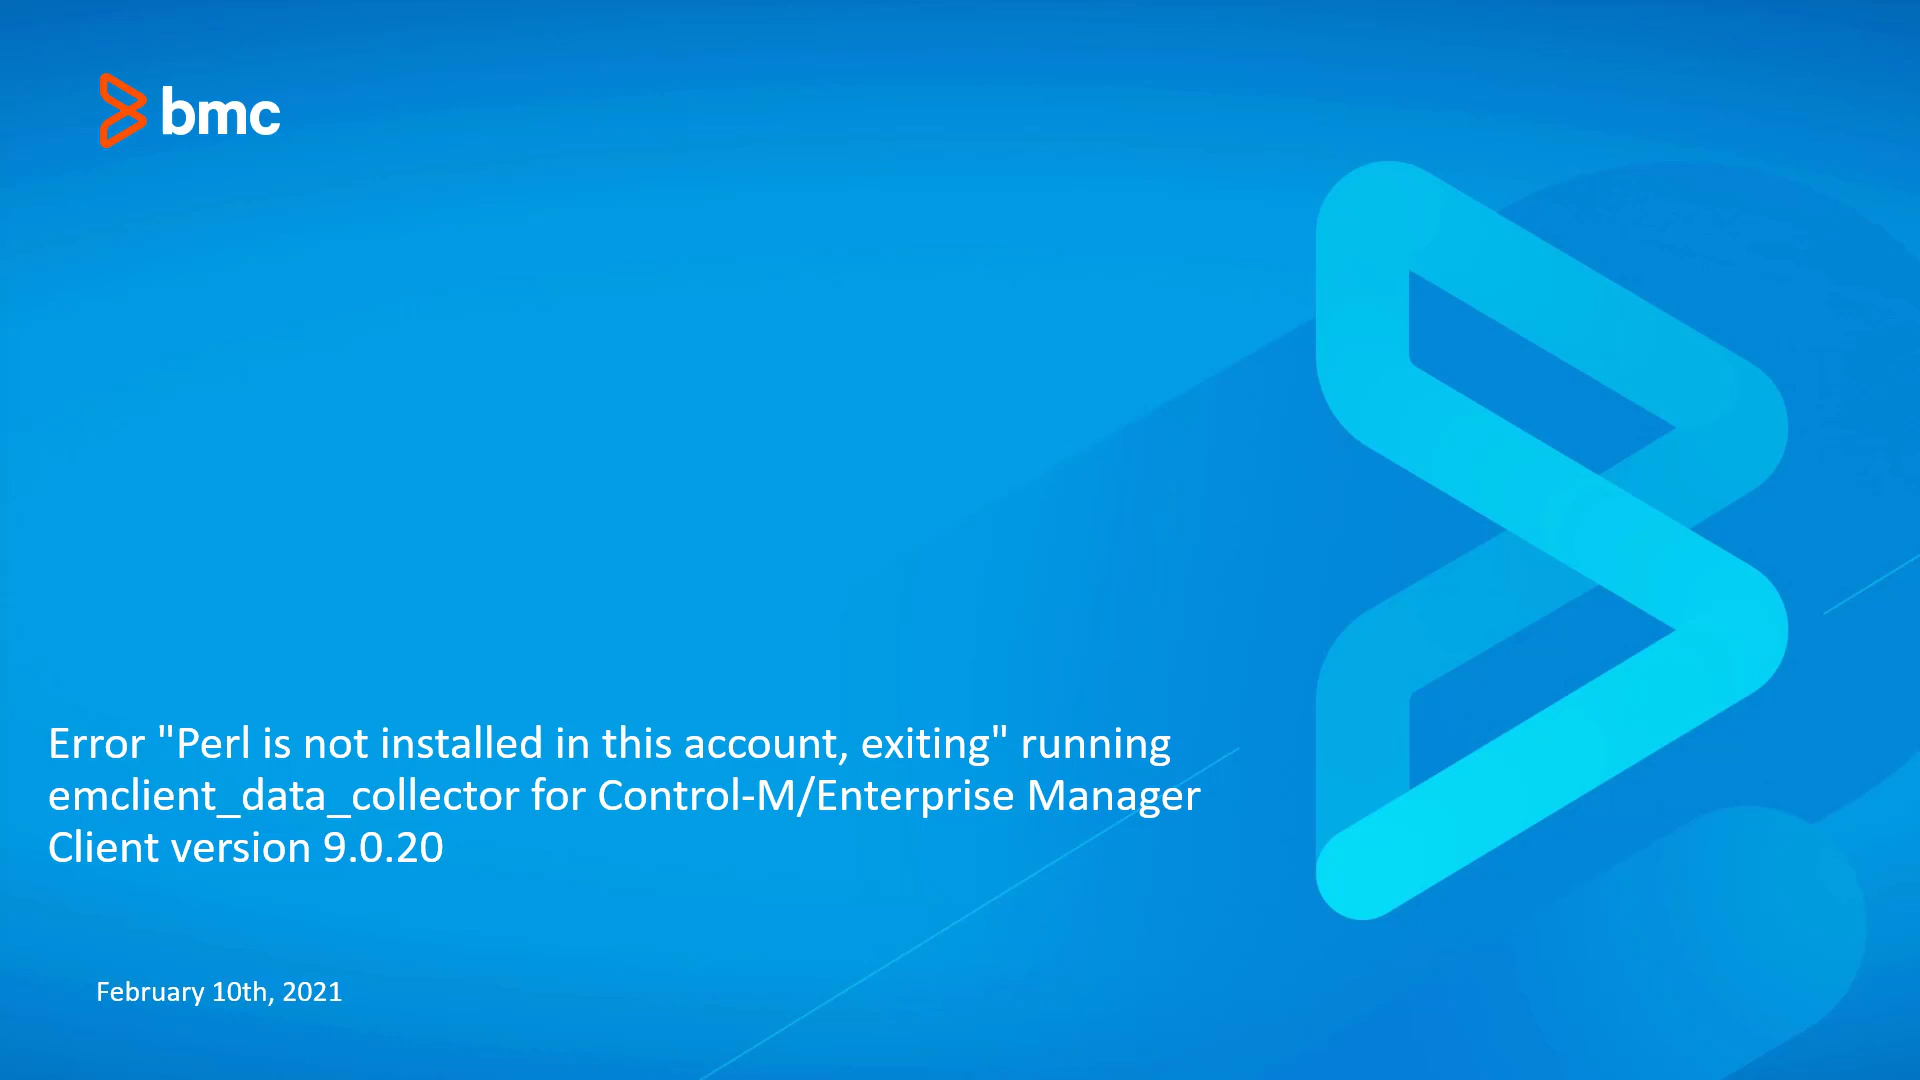 bmc
Error "Perl is not installed in this account, exiting" running
emclient_data_collector for Control-M/Enterprise Manager
Client version 9.0.20
February 10th, 2021